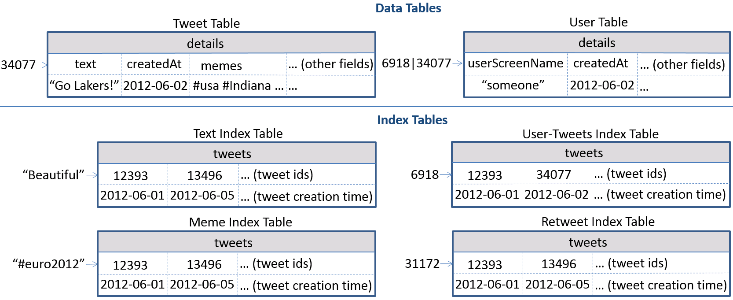 Data Tables
Tweet Table
details
34077
text createdAt memes ... (other fields)
“Go Lakers!” 2012-06-02 #usa #Indiana ... ...
User Table
details
6918|34077
userScreenName createdAt ... (other fields)
“someone” 2012-06-02 ...
Index Tables
Text Index Table
tweets
“Beautiful”
12393 13496 ... (tweet ids)
2012-06-01 2012-06-05 ... (tweet creation time)
User-Tweets Index Table
tweets
6918
12393 34077 ... (tweet ids)
2012-06-01 2012-06-02 ... (tweet creation time)
Meme Index Table
tweets
“#euro2012”
12393 13496 ... (tweet ids)
2012-06-01 2012-06-05 ... (tweet creation time)
Retweet Index Table
tweets
31172
12393 13496 ... (tweet ids)
2012-06-01 2012-06-05 ... (tweet creation time)